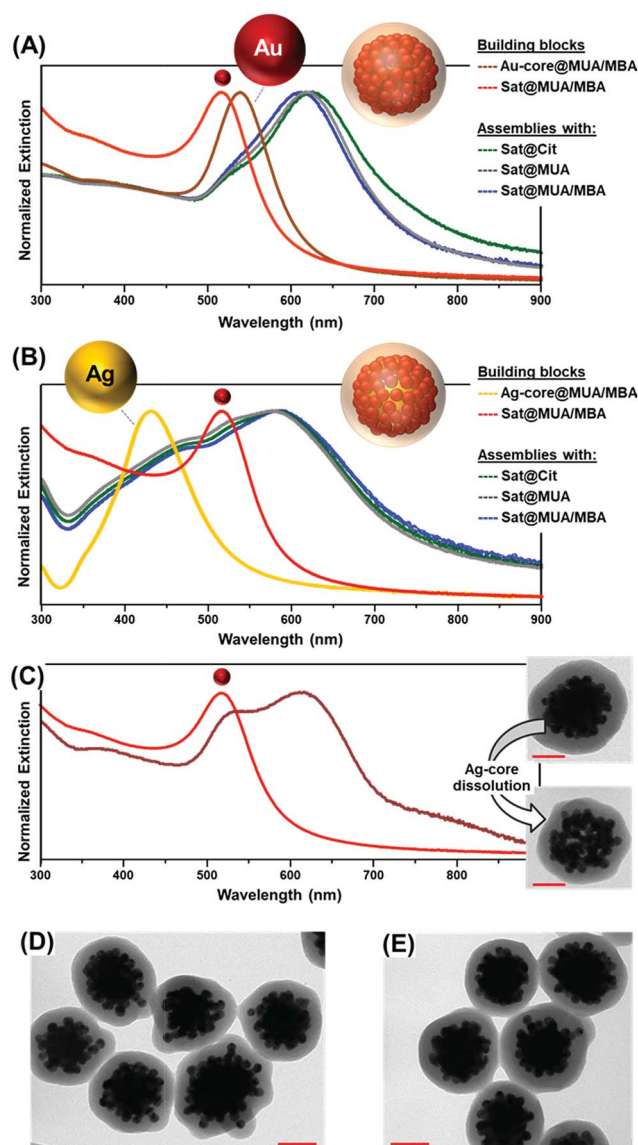 (A)
Au
Building blocks
Au-core@MUA/MBA
Sat@MUA/MBA
Assemblies with:
Sat@Cit
Sat@MUA
Sat@MUA/MBA
Normalized Extinction
300 400 500 600 700 800 900
Wavelength (nm)
(B)
Ag
Building blocks
Ag-core@MUA/MBA
Sat@MUA/MBA
Assemblies with:
Sat@Cit
Sat@MUA
Sat@MUA/MBA
Normalized Extinction
300 400 500 600 700 800 900
Wavelength (nm)
(C)
Ag-core
dissolution
Normalized Extinction
300 400 500 600 700 800
Wavelength (nm)
(D)
(E)